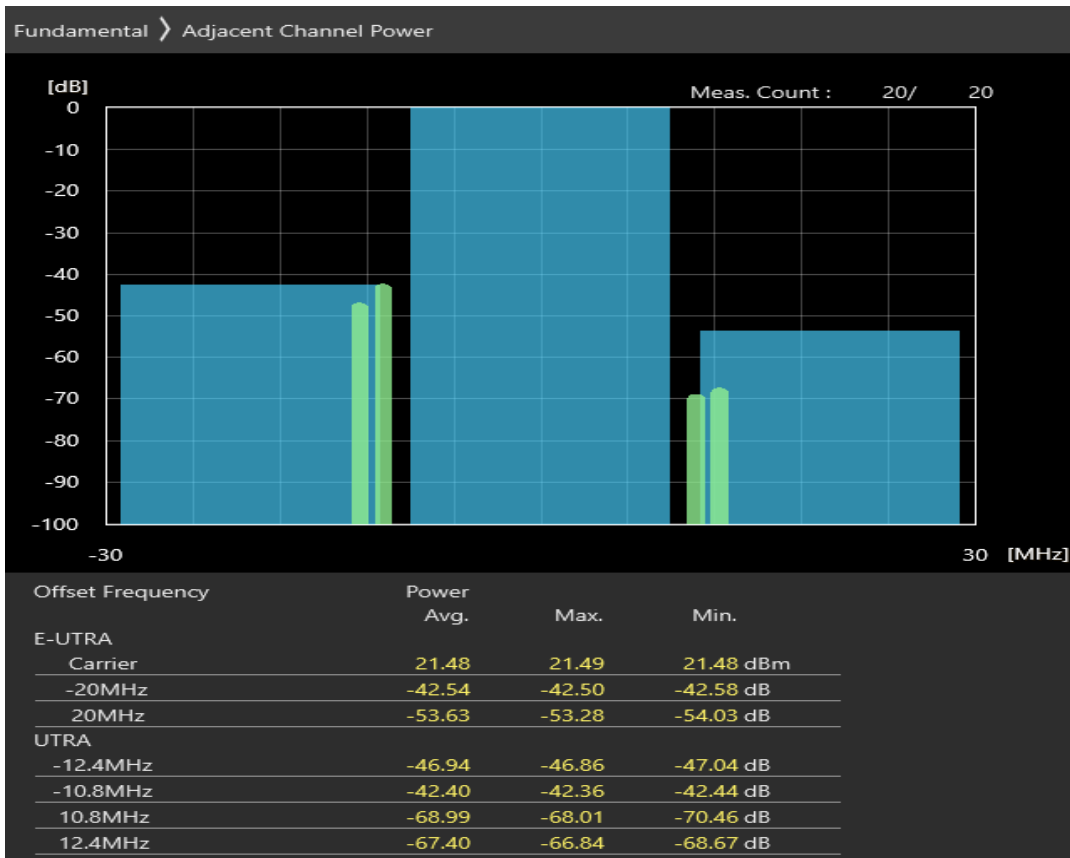 Fundamental 〉 Adjacent Channel Power
[dB]
Meas. Count : 20/ 20
0
-10
-20
-30
-40
-50
-60
-70
-80
-90
-100
-30 30 [MHz]
Offset Frequency Power
Avg. Max. Min.
E-UTRA
Carrier 21.48 21.49 21.48 dBm
-20MHz -42.54 -42.50 -42.58 dB
20MHz -53.63 -53.28 -54.03 dB
UTRA
-12.4MHz -46.94 -46.86 -47.04 dB
-10.8MHz -42.40 -42.36 -42.44 dB
10.8MHz -68.99 -68.01 -70.46 dB
12.4MHz -67.40 -66.84 -68.67 dB